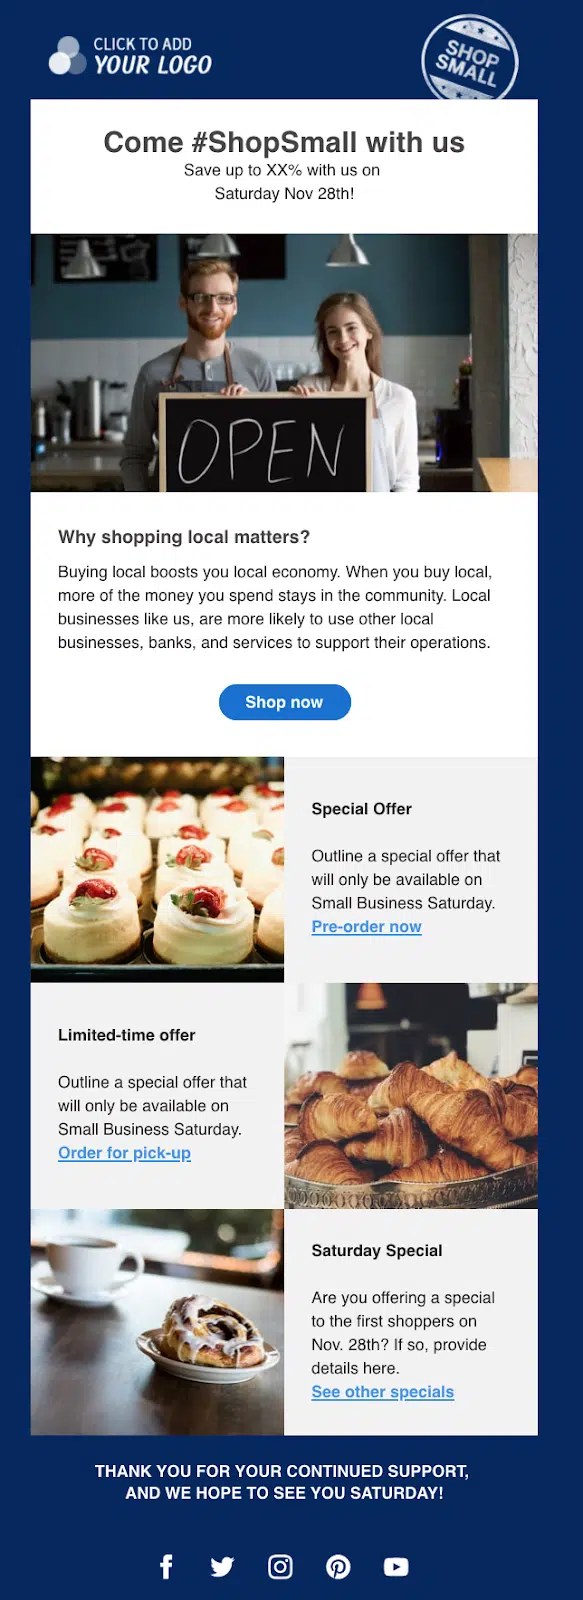 CLICK TO ADD
YOUR LOGO
SHOP
SMALL
Come #ShopSmall with us
Save up to XX% with us on
Saturday Nov 28th!
OPEN
Why shopping local matters?
Buying local boosts you local economy. When you buy local,
more of the money you spend stays in the community. Local
businesses like us, are more likely to use other local
businesses, banks, and services to support their operations.
Shop now
Special Offer
Outline a special offer that
will only be available on
Small Business Saturday.
Pre-order now
Limited-time offer
Outline a special offer that
will only be available on
Small Business Saturday.
Order for pick-up
Saturday Special
Are you offering a special
to the first shoppers on
Nov. 28th? If so, provide
details here.
See other specials
THANK YOU FOR YOUR CONTINUED SUPPORT,
AND WE HOPE TO SEE YOU SATURDAY!